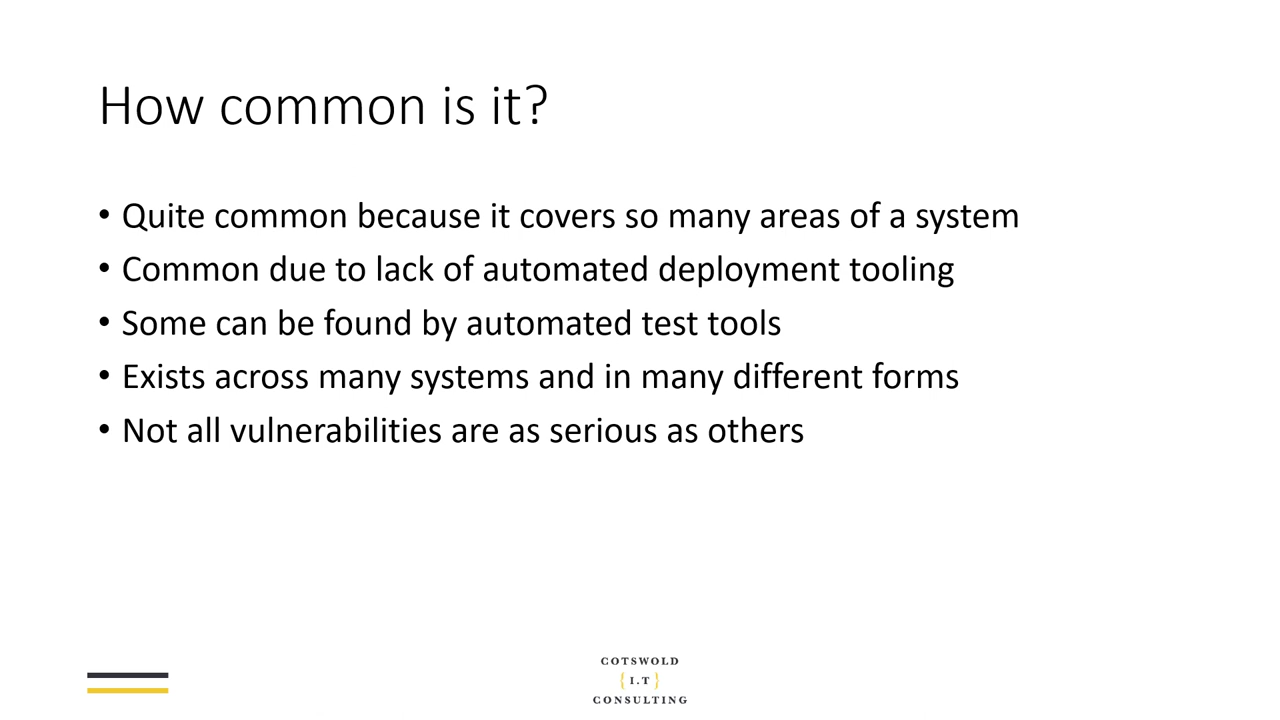 How common is it?
• Quite common because it covers so many areas of a system
• Common due to lack of automated deployment tooling
• Some can be found by automated test tools
• Exists across many systems and in many different forms
• Not all vulnerabilities are as serious as others
COTSWOLD
{ I.T }
CONSULTING